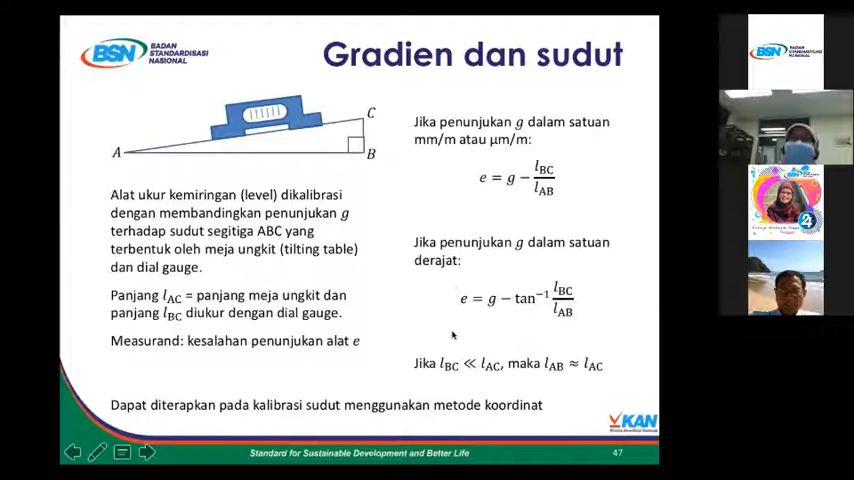 BSN BADAN
STANDARDISASI
NASIONAL
Gradien dan sudut
A
B
C
Alat ukur kemiringan (level) dikalibrasi
dengan membandingkan penunjukan g
terhadap sudut segitiga ABC yang
terbentuk oleh meja ungkit (tilting table)
dan dial gauge.
Panjang l_AC = panjang meja ungkit dan
panjang l_BC diukur dengan dial gauge.
Measurand: kesalahan penunjukan alat e
Jika penunjukan g dalam satuan
mm/m atau μm/m:
e = g − l_BC / l_AB
Jika penunjukan g dalam satuan
derajat:
e = g − tan⁻¹ l_BC / l_AB
Jika l_BC ≪ l_AC, maka l_AB ≈ l_AC
Dapat diterapkan pada kalibrasi sudut menggunakan metode koordinat
KAN
Standard for Sustainable Development and Better Life
47
BSN